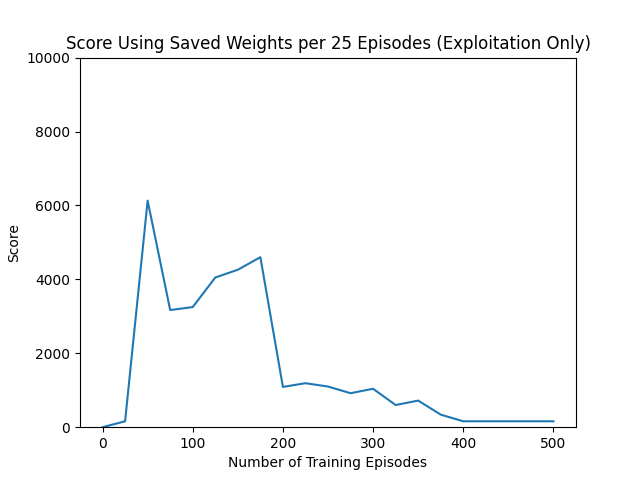 Score Using Saved Weights per 25 Episodes (Exploitation Only)
10000
8000
6000
4000
2000
0
Score
0 100 200 300 400 500
Number of Training Episodes